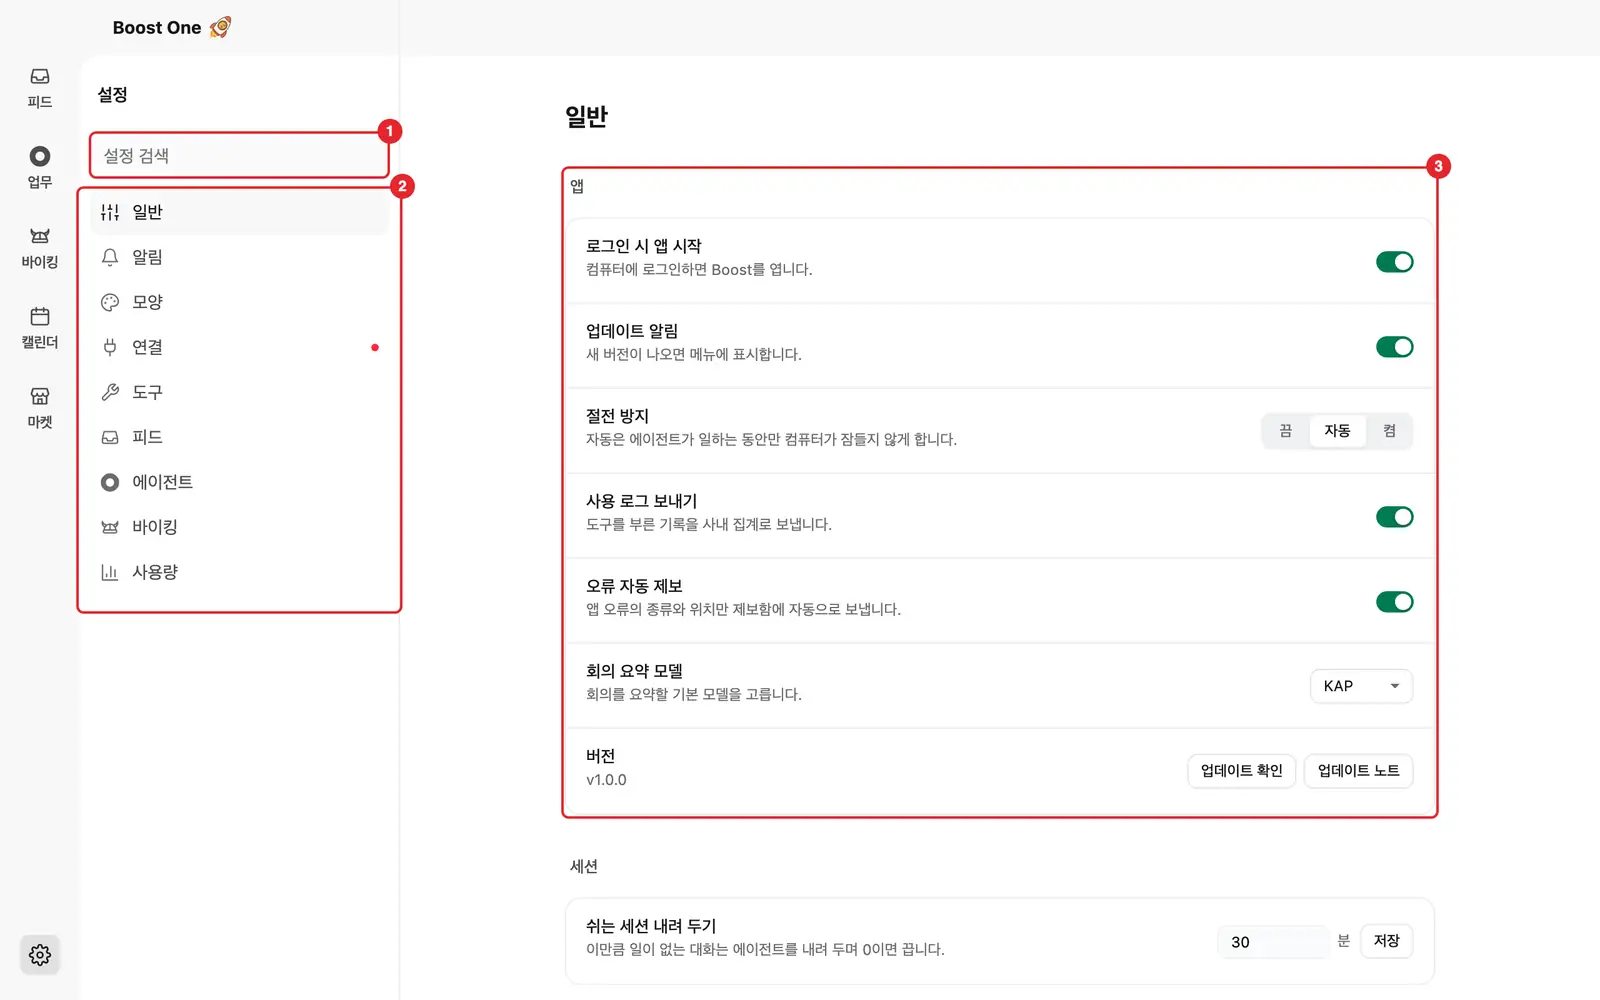 Boost One
피드
업무
바이킹
캘린더
마켓
설정
1
설정 검색
2
일반
알림
모양
연결
도구
피드
에이전트
바이킹
사용량
일반
3
앱
로그인 시 앱 시작
컴퓨터에 로그인하면 Boost를 엽니다.
업데이트 알림
새 버전이 나오면 메뉴에 표시합니다.
절전 방지
자동은 에이전트가 일하는 동안만 컴퓨터가 잠들지 않게 합니다.
끔 자동 켬
사용 로그 보내기
도구를 부른 기록을 사내 집계로 보냅니다.
오류 자동 제보
앱 오류의 종류와 위치만 제보함에 자동으로 보냅니다.
회의 요약 모델
회의를 요약할 기본 모델을 고릅니다.
KAP
버전
v1.0.0
업데이트 확인 업데이트 노트
세션
쉬는 세션 내려 두기
이만큼 일이 없는 대화는 에이전트를 내려 두며 0이면 끕니다.
30 분 저장